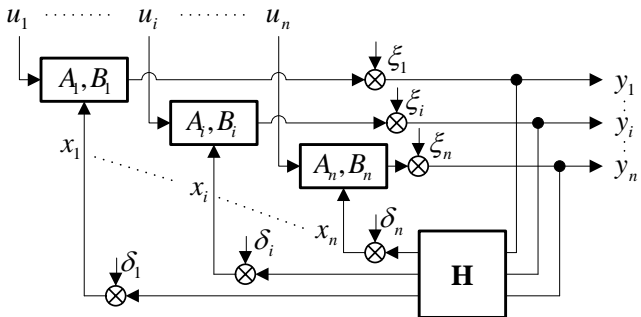 u₁ ········ uᵢ ········ uₙ
A₁,B₁ ξ₁ y₁
Aᵢ,Bᵢ ξᵢ yᵢ
x₁ Aₙ,Bₙ ξₙ yₙ
xᵢ
xₙ δₙ
δᵢ H
δ₁